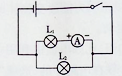 L₁ + A −
L₂